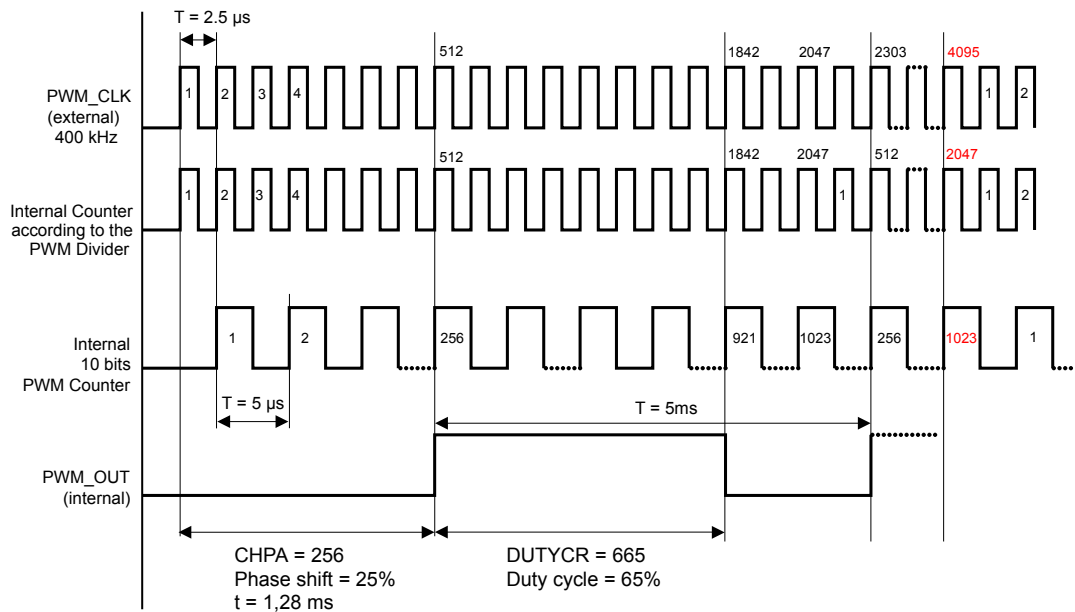 T = 2.5 µs
512
1842
2047
2303
4095
PWM_CLK
(external)
400 kHz
1
2
3
4
1
2
512
1842
2047
512
2047
Internal Counter
according to the
PWM Divider
1
2
3
4
1
1
2
Internal
10 bits
PWM Counter
1
2
256
921
1023
256
1023
1
T = 5 µs
T = 5ms
PWM_OUT
(internal)
CHPA = 256
Phase shift = 25%
t = 1,28 ms
DUTYCR = 665
Duty cycle = 65%